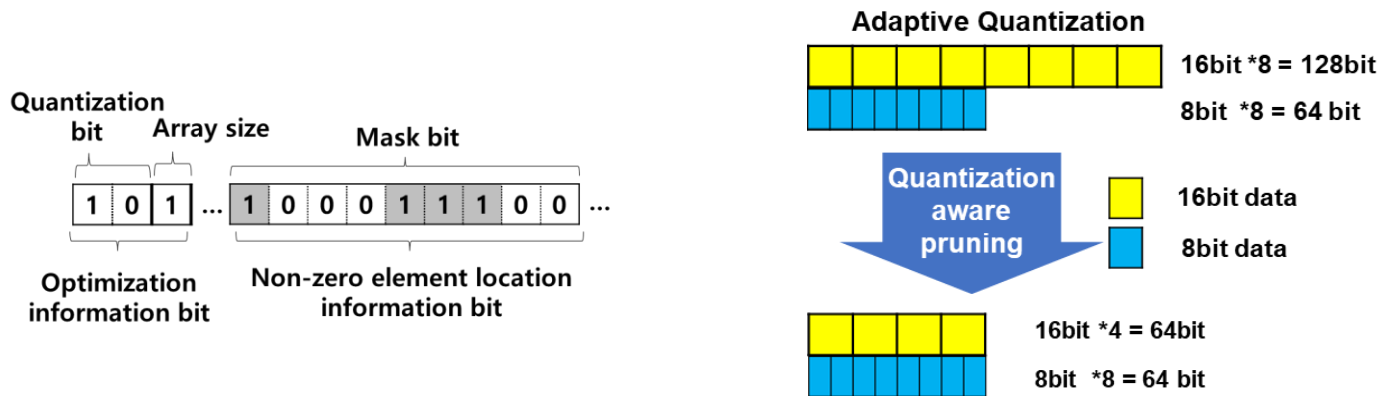 Quantization
bit
Array size
Mask bit
1 0 1 ... 1 0 0 0 1 1 1 0 0 ...
Optimization
information bit
Non-zero element location
information bit
Adaptive Quantization
16bit *8 = 128bit
8bit *8 = 64 bit
Quantization
aware
pruning
16bit data
8bit data
16bit *4 = 64bit
8bit *8 = 64 bit